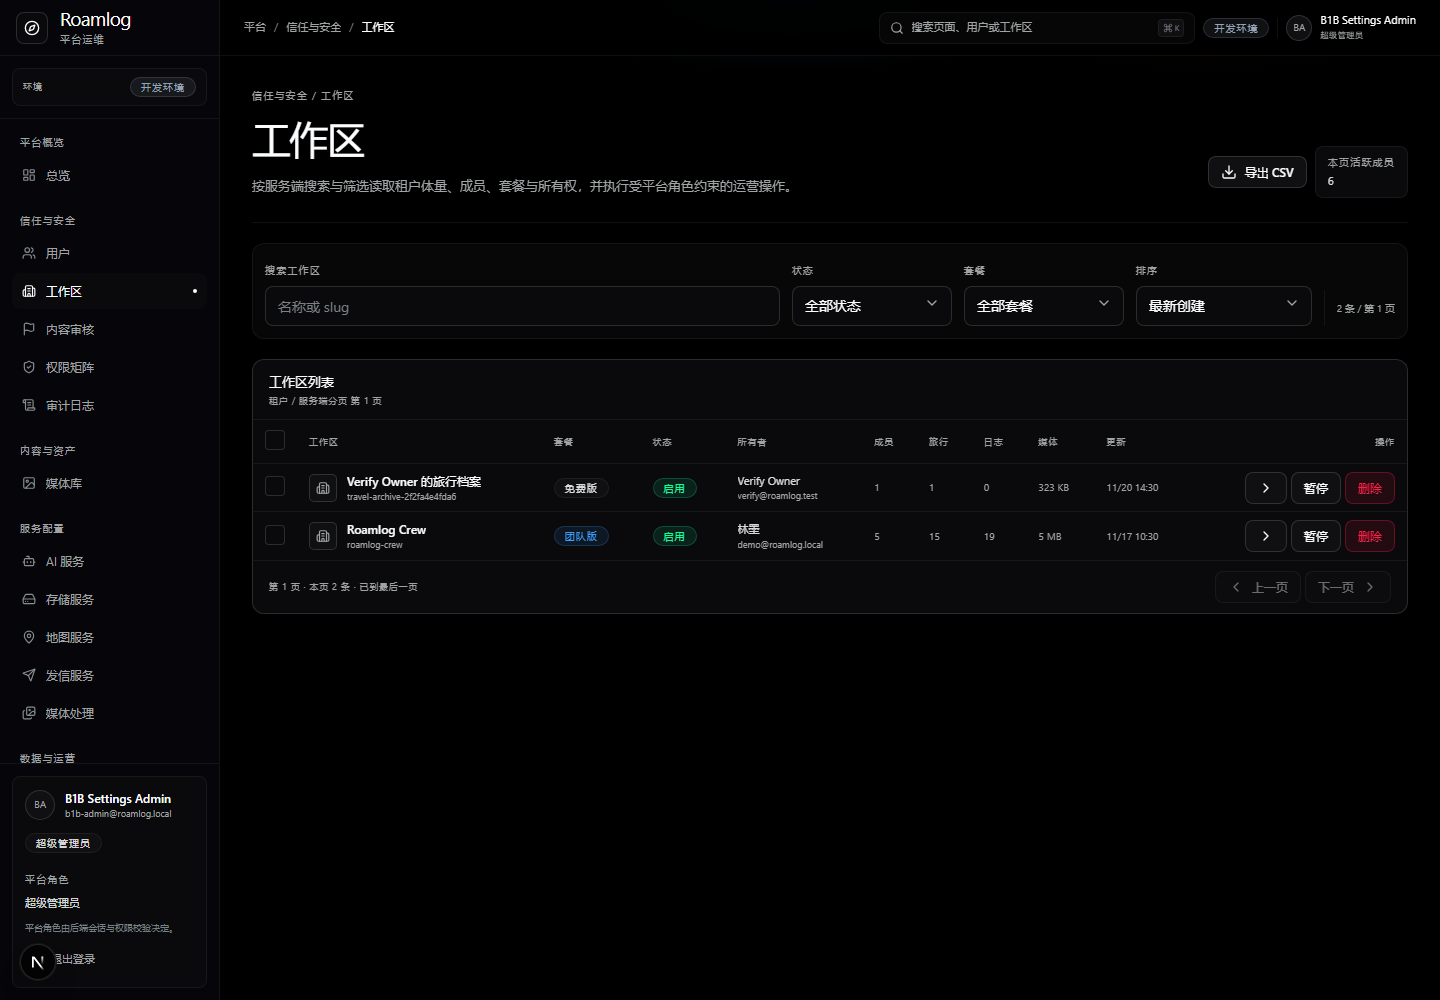 Roamlog
平台运维
环境
开发环境
平台概览
总览
信任与安全
用户
工作区
内容审核
权限矩阵
审计日志
内容与资产
媒体库
服务配置
AI 服务
存储服务
地图服务
发信服务
媒体处理
数据与运营
BA
B1B Settings Admin
b1b-admin@roamlog.local
超级管理员
平台角色
超级管理员
平台角色由后端会话与权限校验决定。
N
退出登录
平台 / 信任与安全 / 工作区
搜索页面、用户或工作区
⌘K
开发环境
BA
B1B Settings Admin
超级管理员
信任与安全 / 工作区
工作区
按服务端搜索与筛选读取租户体量、成员、套餐与所有权，并执行受平台角色约束的运营操作。
导出 CSV
本页活跃成员
6
搜索工作区
名称或 slug
状态
全部状态
套餐
全部套餐
排序
最新创建
2 条 / 第 1 页
工作区列表
租户 / 服务端分页 第 1 页
工作区 套餐 状态 所有者 成员 旅行 日志 媒体 更新 操作
Verify Owner 的旅行档案
travel-archive-2f2fa4e4fda6
免费版
启用
Verify Owner
verify@roamlog.test
1 1 0 323 KB 11/20 14:30
暂停 删除
Roamlog Crew
roamlog-crew
团队版
启用
林墨
demo@roamlog.local
5 15 19 5 MB 11/17 10:30
暂停 删除
第 1 页 · 本页 2 条 · 已到最后一页
上一页
下一页